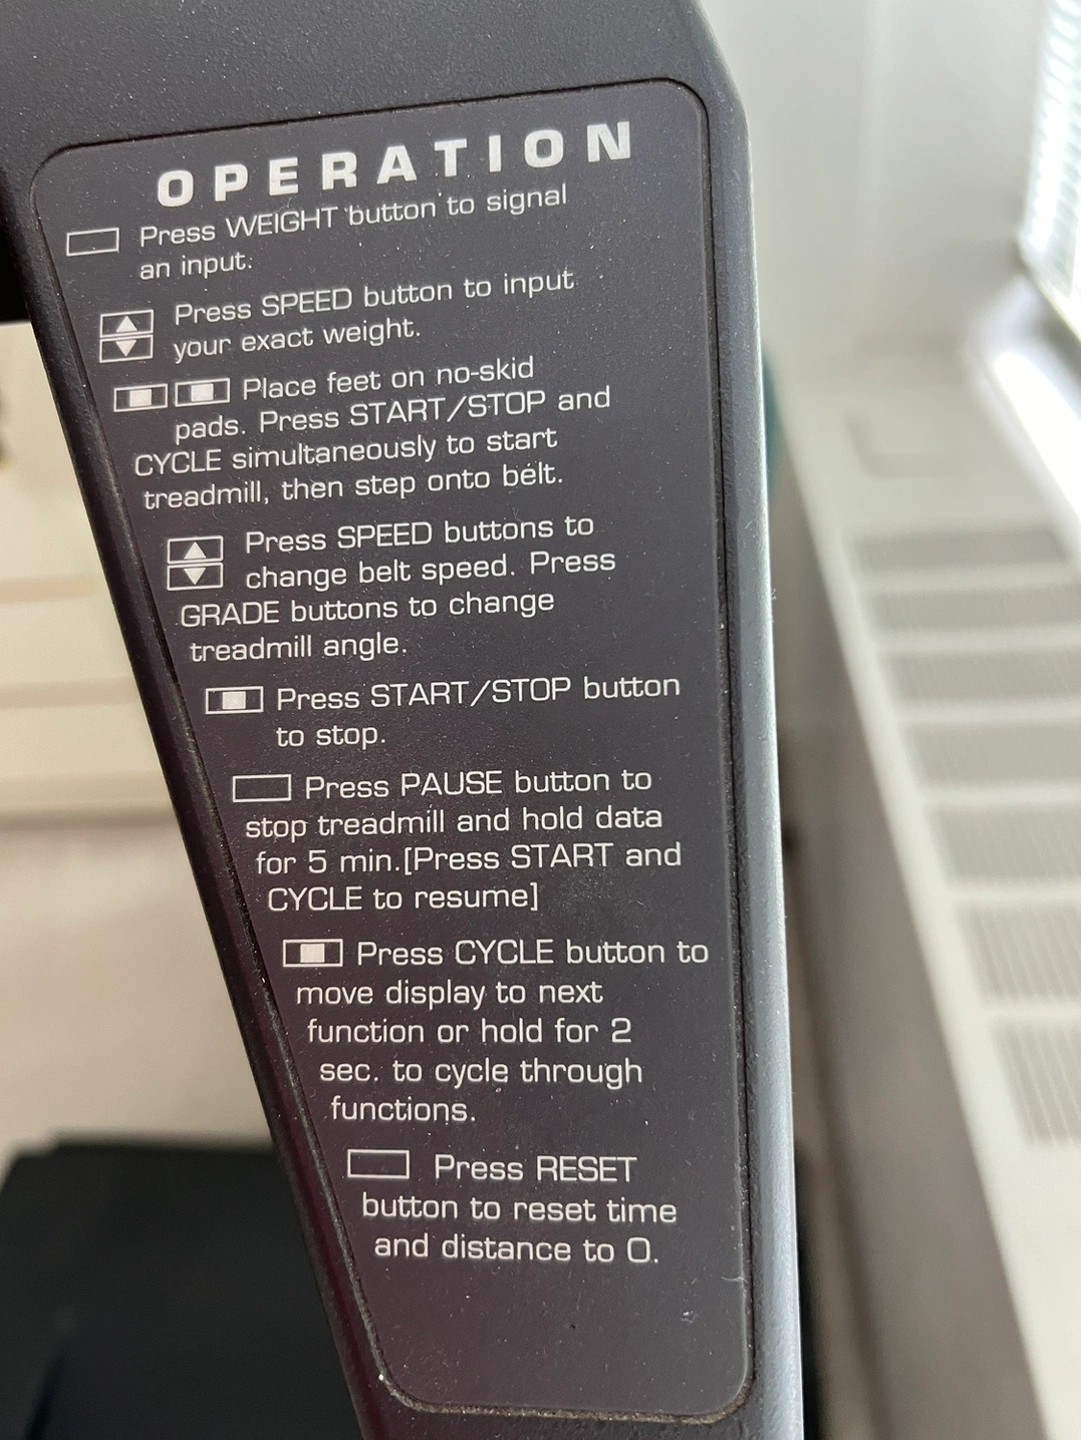 OPERATION
Press WEIGHT button to signal
an input.
Press SPEED button to input
your exact weight.
Place feet on no-skid
pads. Press START/STOP and
CYCLE simultaneously to start
treadmill, then step onto belt.
Press SPEED buttons to
change belt speed. Press
GRADE buttons to change
treadmill angle.
Press START/STOP button
to stop.
Press PAUSE button to
stop treadmill and hold data
for 5 min.[Press START and
CYCLE to resume]
Press CYCLE button to
move display to next
function or hold for 2
sec. to cycle through
functions.
Press RESET
button to reset time
and distance to 0.